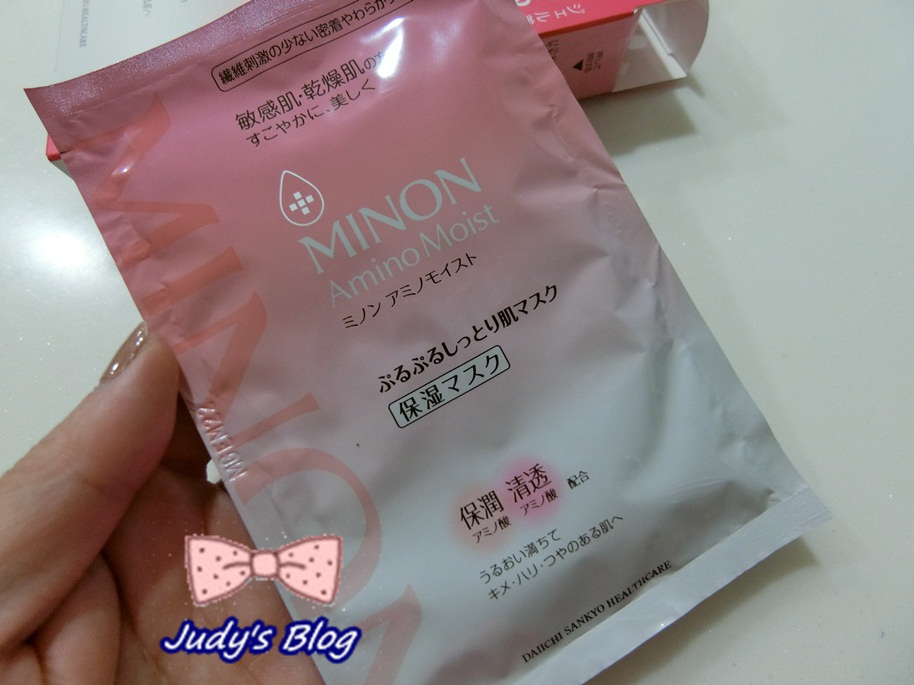 繊維刺激の少ない密着やわらか
敏感肌・乾燥肌の方
すこやかに、美しく
MINON
Amino Moist
ミノン アミノモイスト
ぷるぷるしっとり肌マスク
保湿マスク
保潤 清透 配合
アミノ酸 アミノ酸
うるおい満ちて
キメ・ハリ・つやのある肌へ
DAIICHI SANKYO HEALTHCARE
MINON
ジェル
Judy's Blog